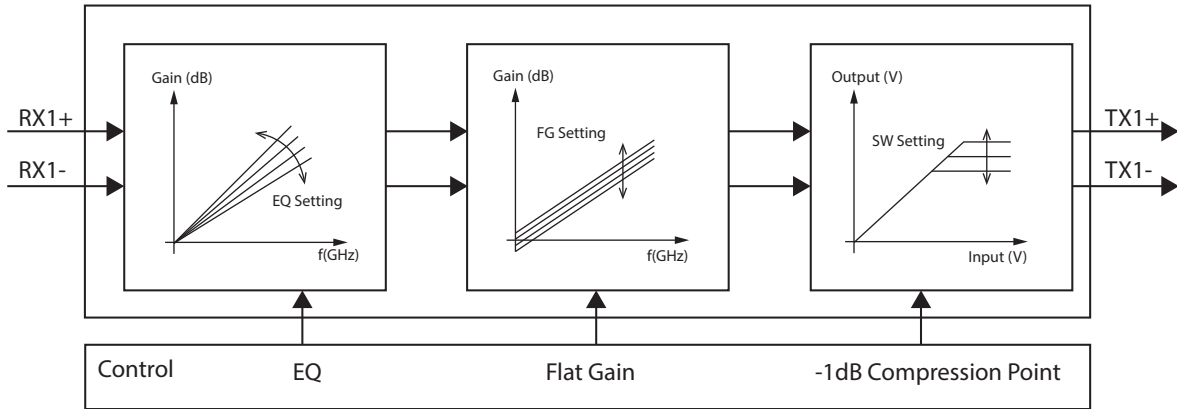 RX1+
RX1-
Gain (dB)
EQ Setting
f(GHz)
Gain (dB)
FG Setting
f(GHz)
Output (V)
SW Setting
Input (V)
TX1+
TX1-
Control
EQ
Flat Gain
-1dB Compression Point